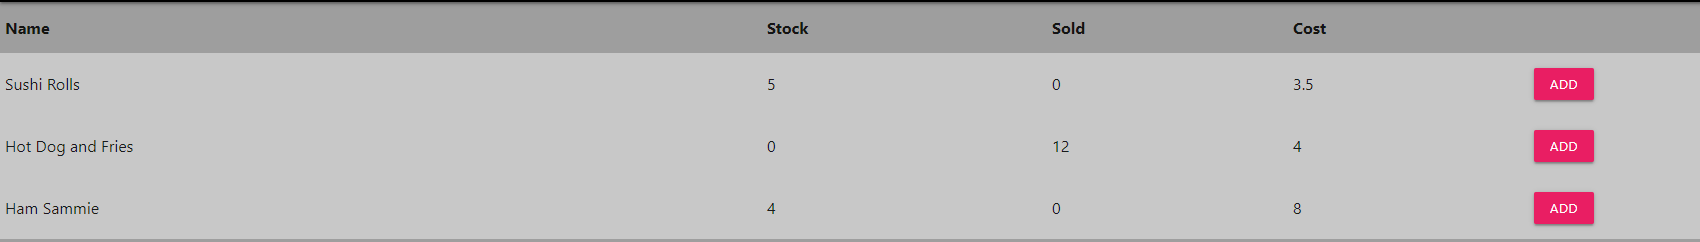 Name Stock Sold Cost
Sushi Rolls 5 0 3.5 ADD
Hot Dog and Fries 0 12 4 ADD
Ham Sammie 4 0 8 ADD